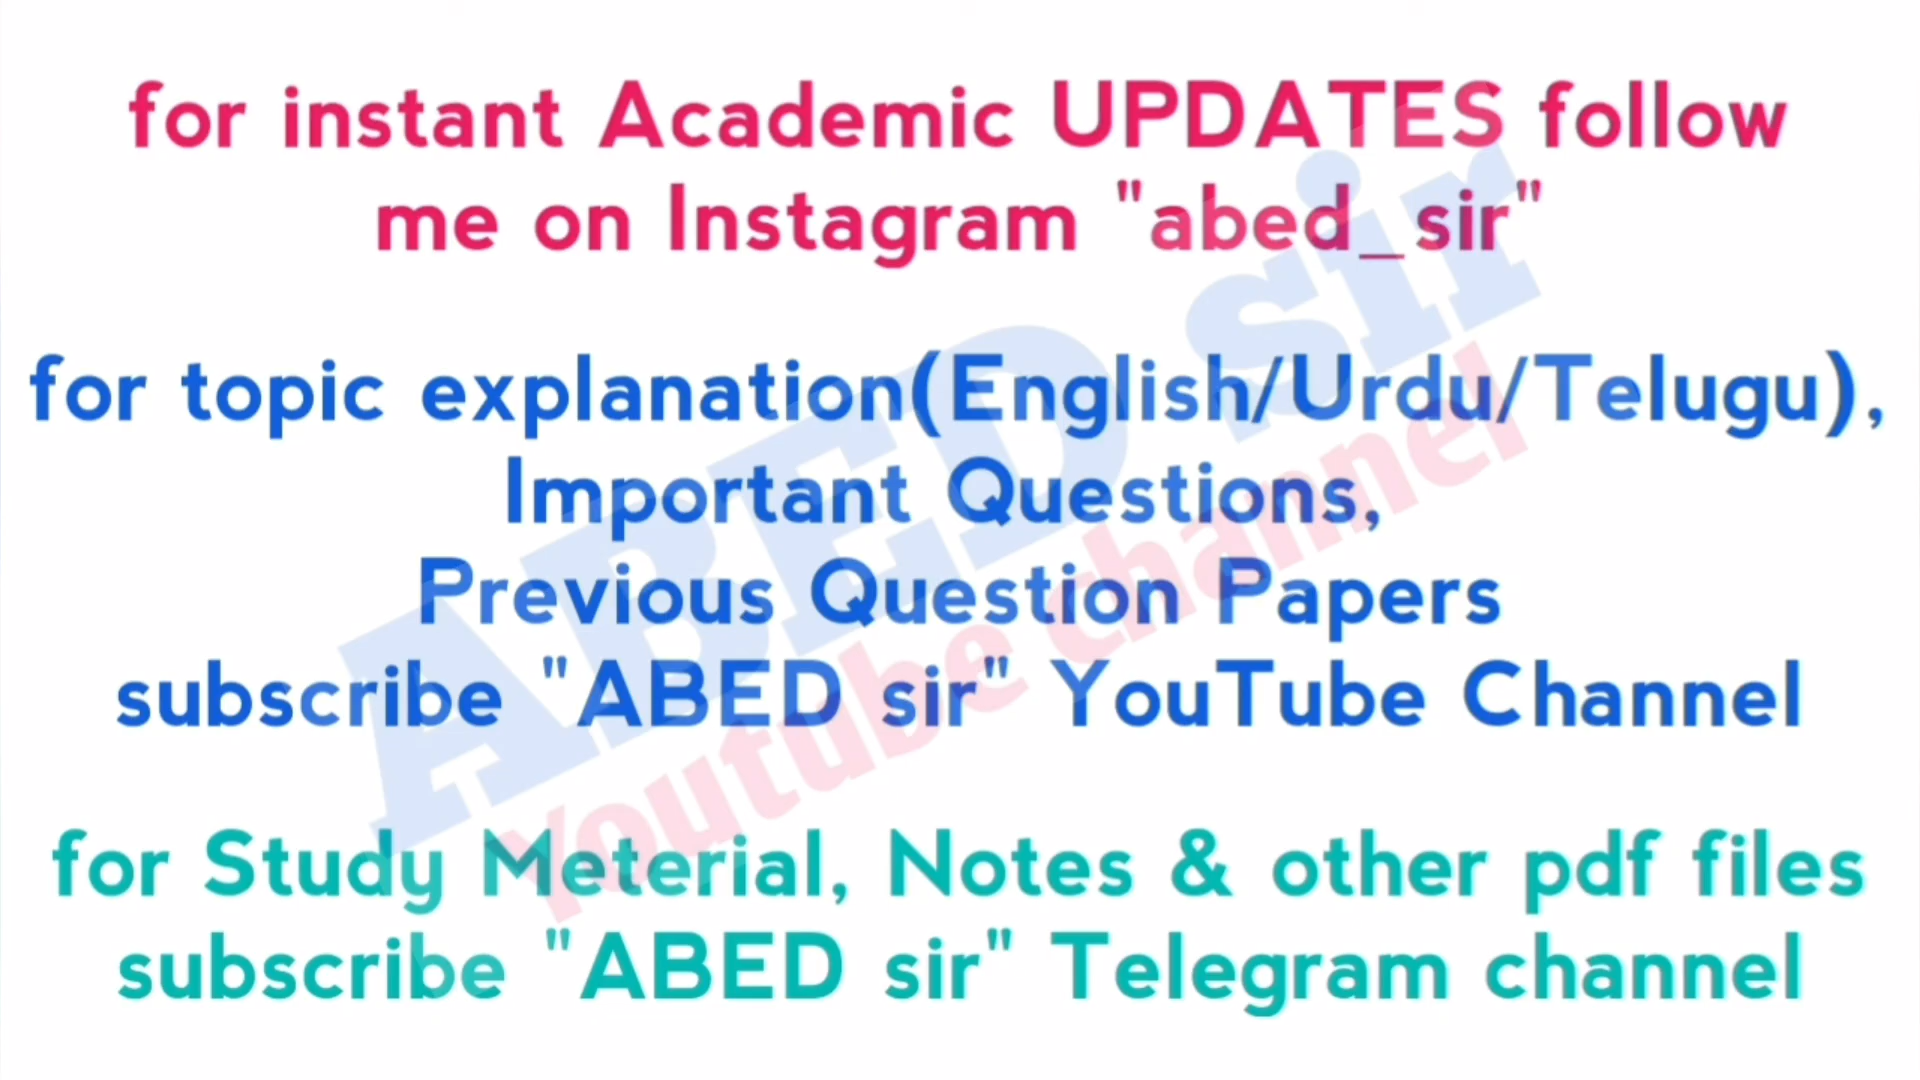 for instant Academic UPDATES follow
me on Instagram "abed_sir"
for topic explanation(English/Urdu/Telugu),
Important Questions,
Previous Question Papers
subscribe "ABED sir" YouTube Channel
for Study Meterial, Notes & other pdf files
subscribe "ABED sir" Telegram channel
ABED sir
Youtube channel